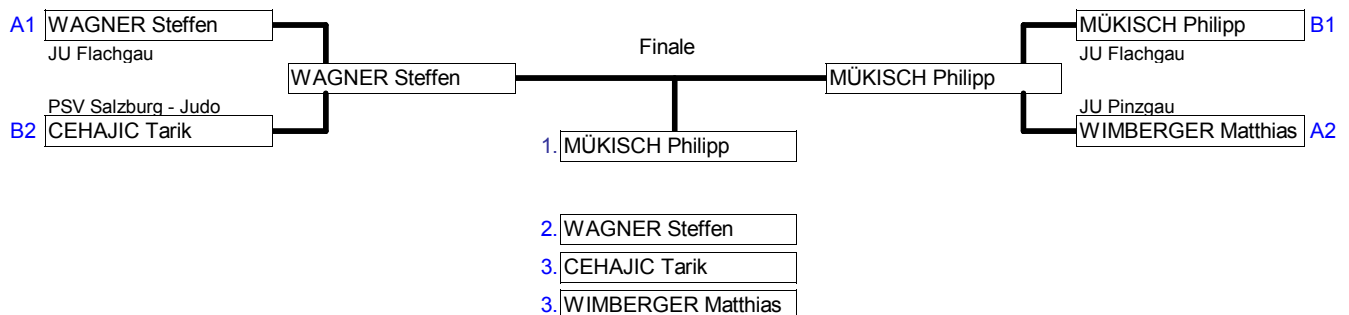 A1 WAGNER Steffen
JU Flachgau
WAGNER Steffen
PSV Salzburg - Judo
B2 CEHAJIC Tarik
Finale
MÜKISCH Philipp B1
JU Flachgau
MÜKISCH Philipp
JU Pinzgau
WIMBERGER Matthias A2
1. MÜKISCH Philipp
2. WAGNER Steffen
3. CEHAJIC Tarik
3. WIMBERGER Matthias